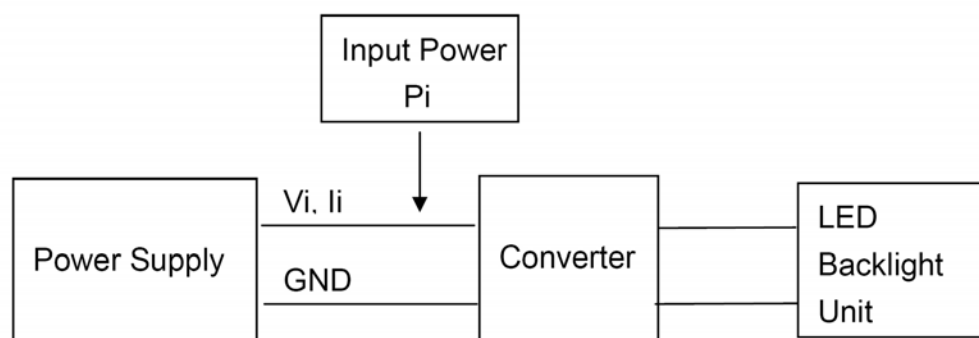 Input Power
Pi
Vi, Ii
Power Supply
GND
Converter
LED
Backlight
Unit